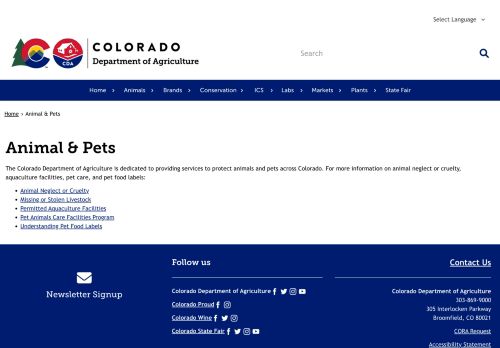 Select Language
COLORADO
Department of Agriculture
CDA
Search
Home Animals Brands Conservation ICS Labs Markets Plants State Fair
Home › Animal & Pets
Animal & Pets
The Colorado Department of Agriculture is dedicated to providing services to protect animals and pets across Colorado. For more information on animal neglect or cruelty,
aquaculture facilities, pet care, and pet food labels:
Animal Neglect or Cruelty
Missing or Stolen Livestock
Permitted Aquaculture Facilities
Pet Animals Care Facilities Program
Understanding Pet Food Labels
Newsletter Signup
Follow us
Colorado Department of Agriculture
Colorado Proud
Colorado Wine
Colorado State Fair
Contact Us
Colorado Department of Agriculture
303-869-9000
305 Interlocken Parkway
Broomfield, CO 80021
CORA Request
Accessibility Statement